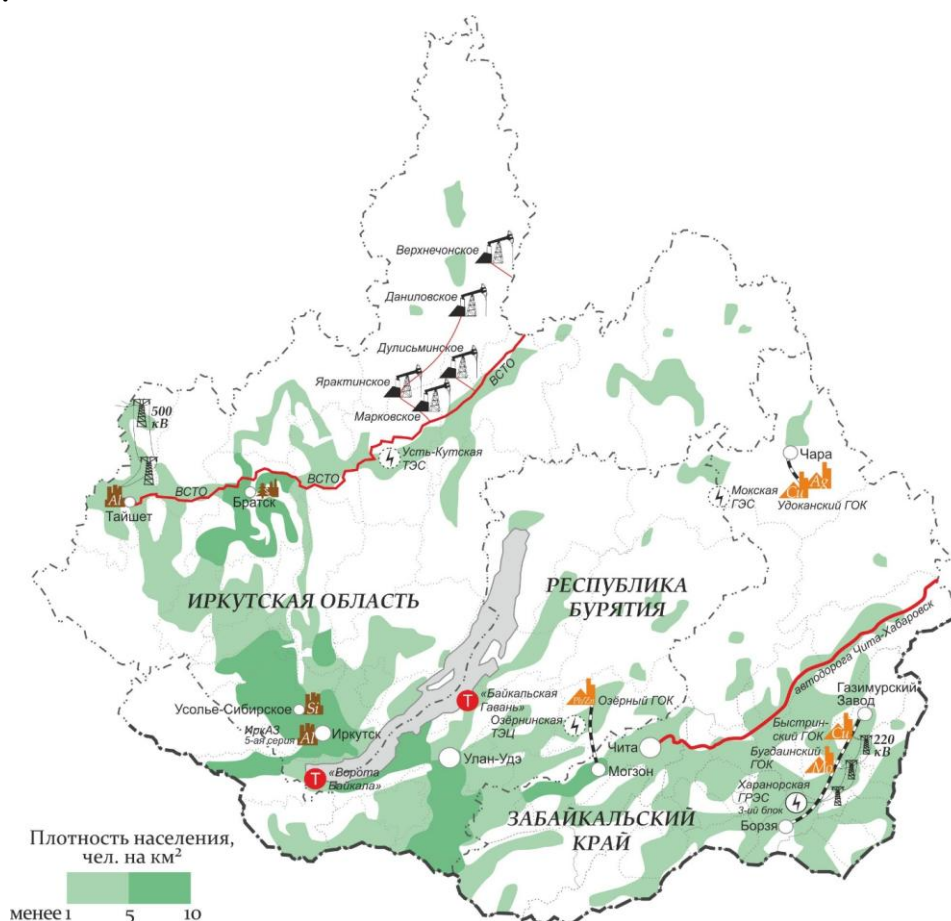 Верхнечонское
Даниловское
Дулисьминское
Ярактинское
Марковское
ВСТО
500
кВ
Усть-Кутская
ТЭС
Чара
Al
Тайшет
ВСТО
Братск
ВСТО
Мокская
ГЭС
Cu
Ag
Удоканский ГОК
ИРКУТСКАЯ ОБЛАСТЬ
РЕСПУБЛИКА
БУРЯТИЯ
автодорога Чита-Хабаровск
Усолье-Сибирское
Si
ИркАЗ
5-ая серия
Al
Иркутск
Т
«Байкальская
Гавань»
Озёрный ГОК
Озёрнинская
ТЭЦ
Газимурский
Завод
Быстрин-
ский ГОК
Cu
Бугдаинский
ГОК
Mo
220
кВ
Т
«Ворота
Байкала»
Улан-Удэ
Чита
Могзон
Харанорская
ГРЭС
3-ий блок
Борзя
ЗАБАЙКАЛЬСКИЙ
КРАЙ
Плотность населения,
чел. на км²
менее 1 5 10